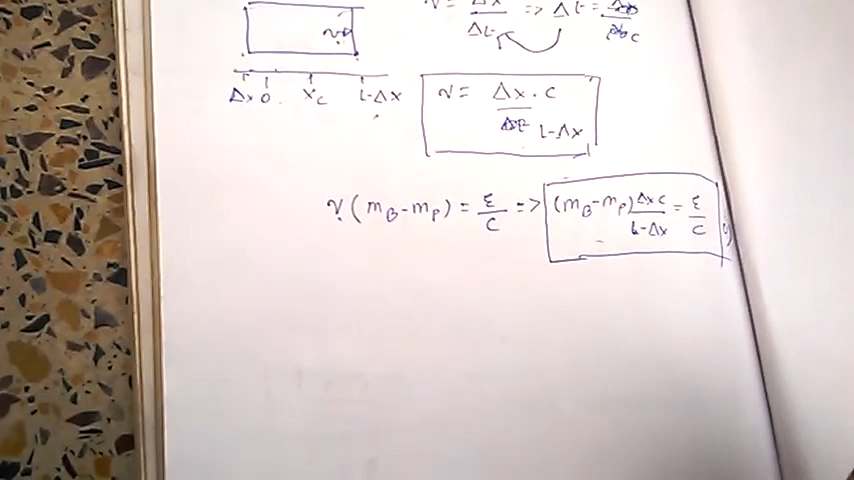 v = Δx / Δt => Δt =
v
Δx 0 x_c L-Δx
v = Δx . c / L-Δx
v (m_B - m_P) = ε / c => (m_B - m_P) Δx c / L-Δx = ε / c